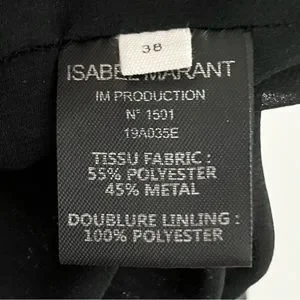 38
ISABEL MARANT
IM PRODUCTION
N° 1501
19A035E
TISSU FABRIC :
55% POLYESTER
45% METAL
DOUBLURE LINLING :
100% POLYESTER